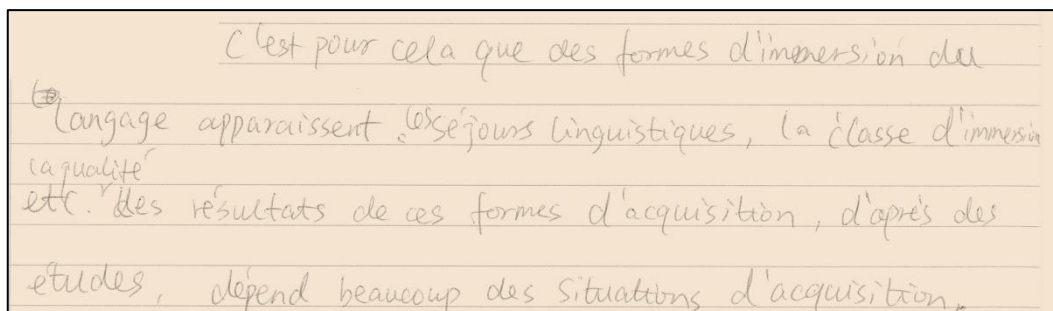 C'est pour cela que des formes d'immersion du
langage apparaissent : les séjours linguistiques, la classe d'immersion
etc. la qualité des résultats de ces formes d'acquisition, d'après des
études, dépend beaucoup des situations d'acquisition.